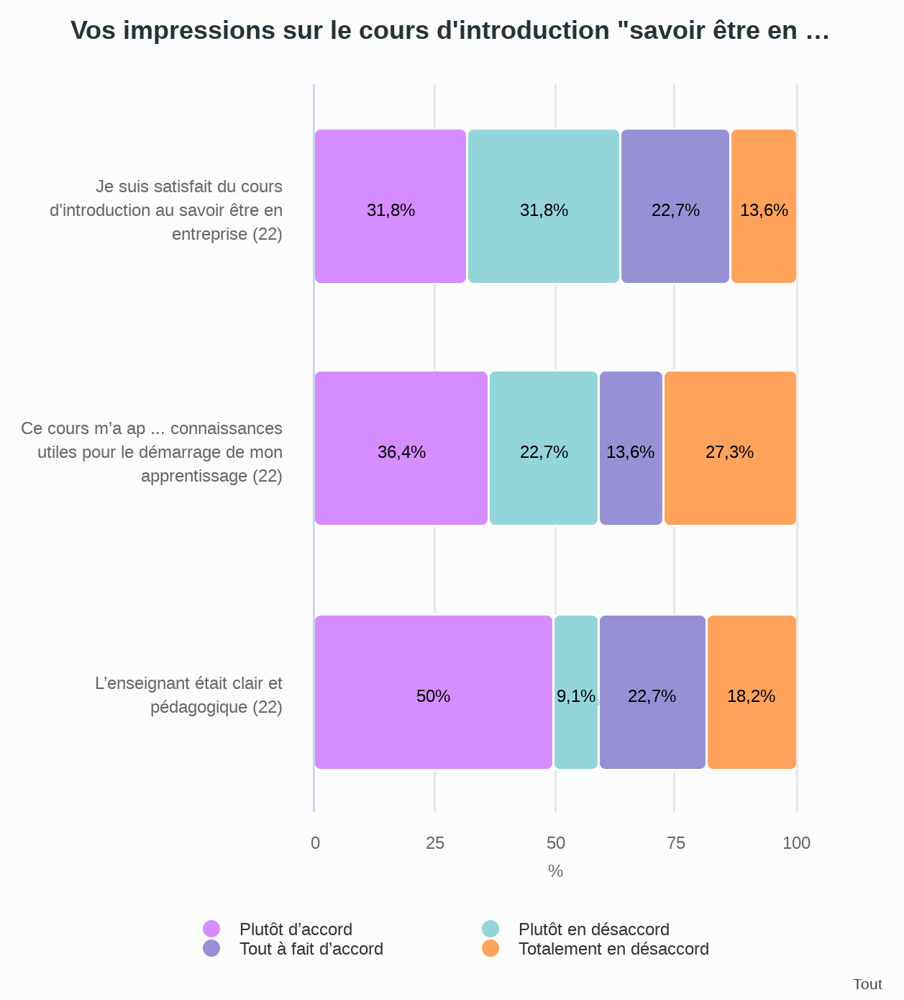 Vos impressions sur le cours d'introduction "savoir être en ...
Je suis satisfait du cours
d’introduction au savoir être en
entreprise (22)
31,8%
31,8%
22,7%
13,6%
Ce cours m’a ap ... connaissances
utiles pour le démarrage de mon
apprentissage (22)
36,4%
22,7%
13,6%
27,3%
L’enseignant était clair et
pédagogique (22)
50%
9,1%
22,7%
18,2%
0 25 50 75 100
%
Plutôt d’accord
Plutôt en désaccord
Tout à fait d’accord
Totalement en désaccord
Tout